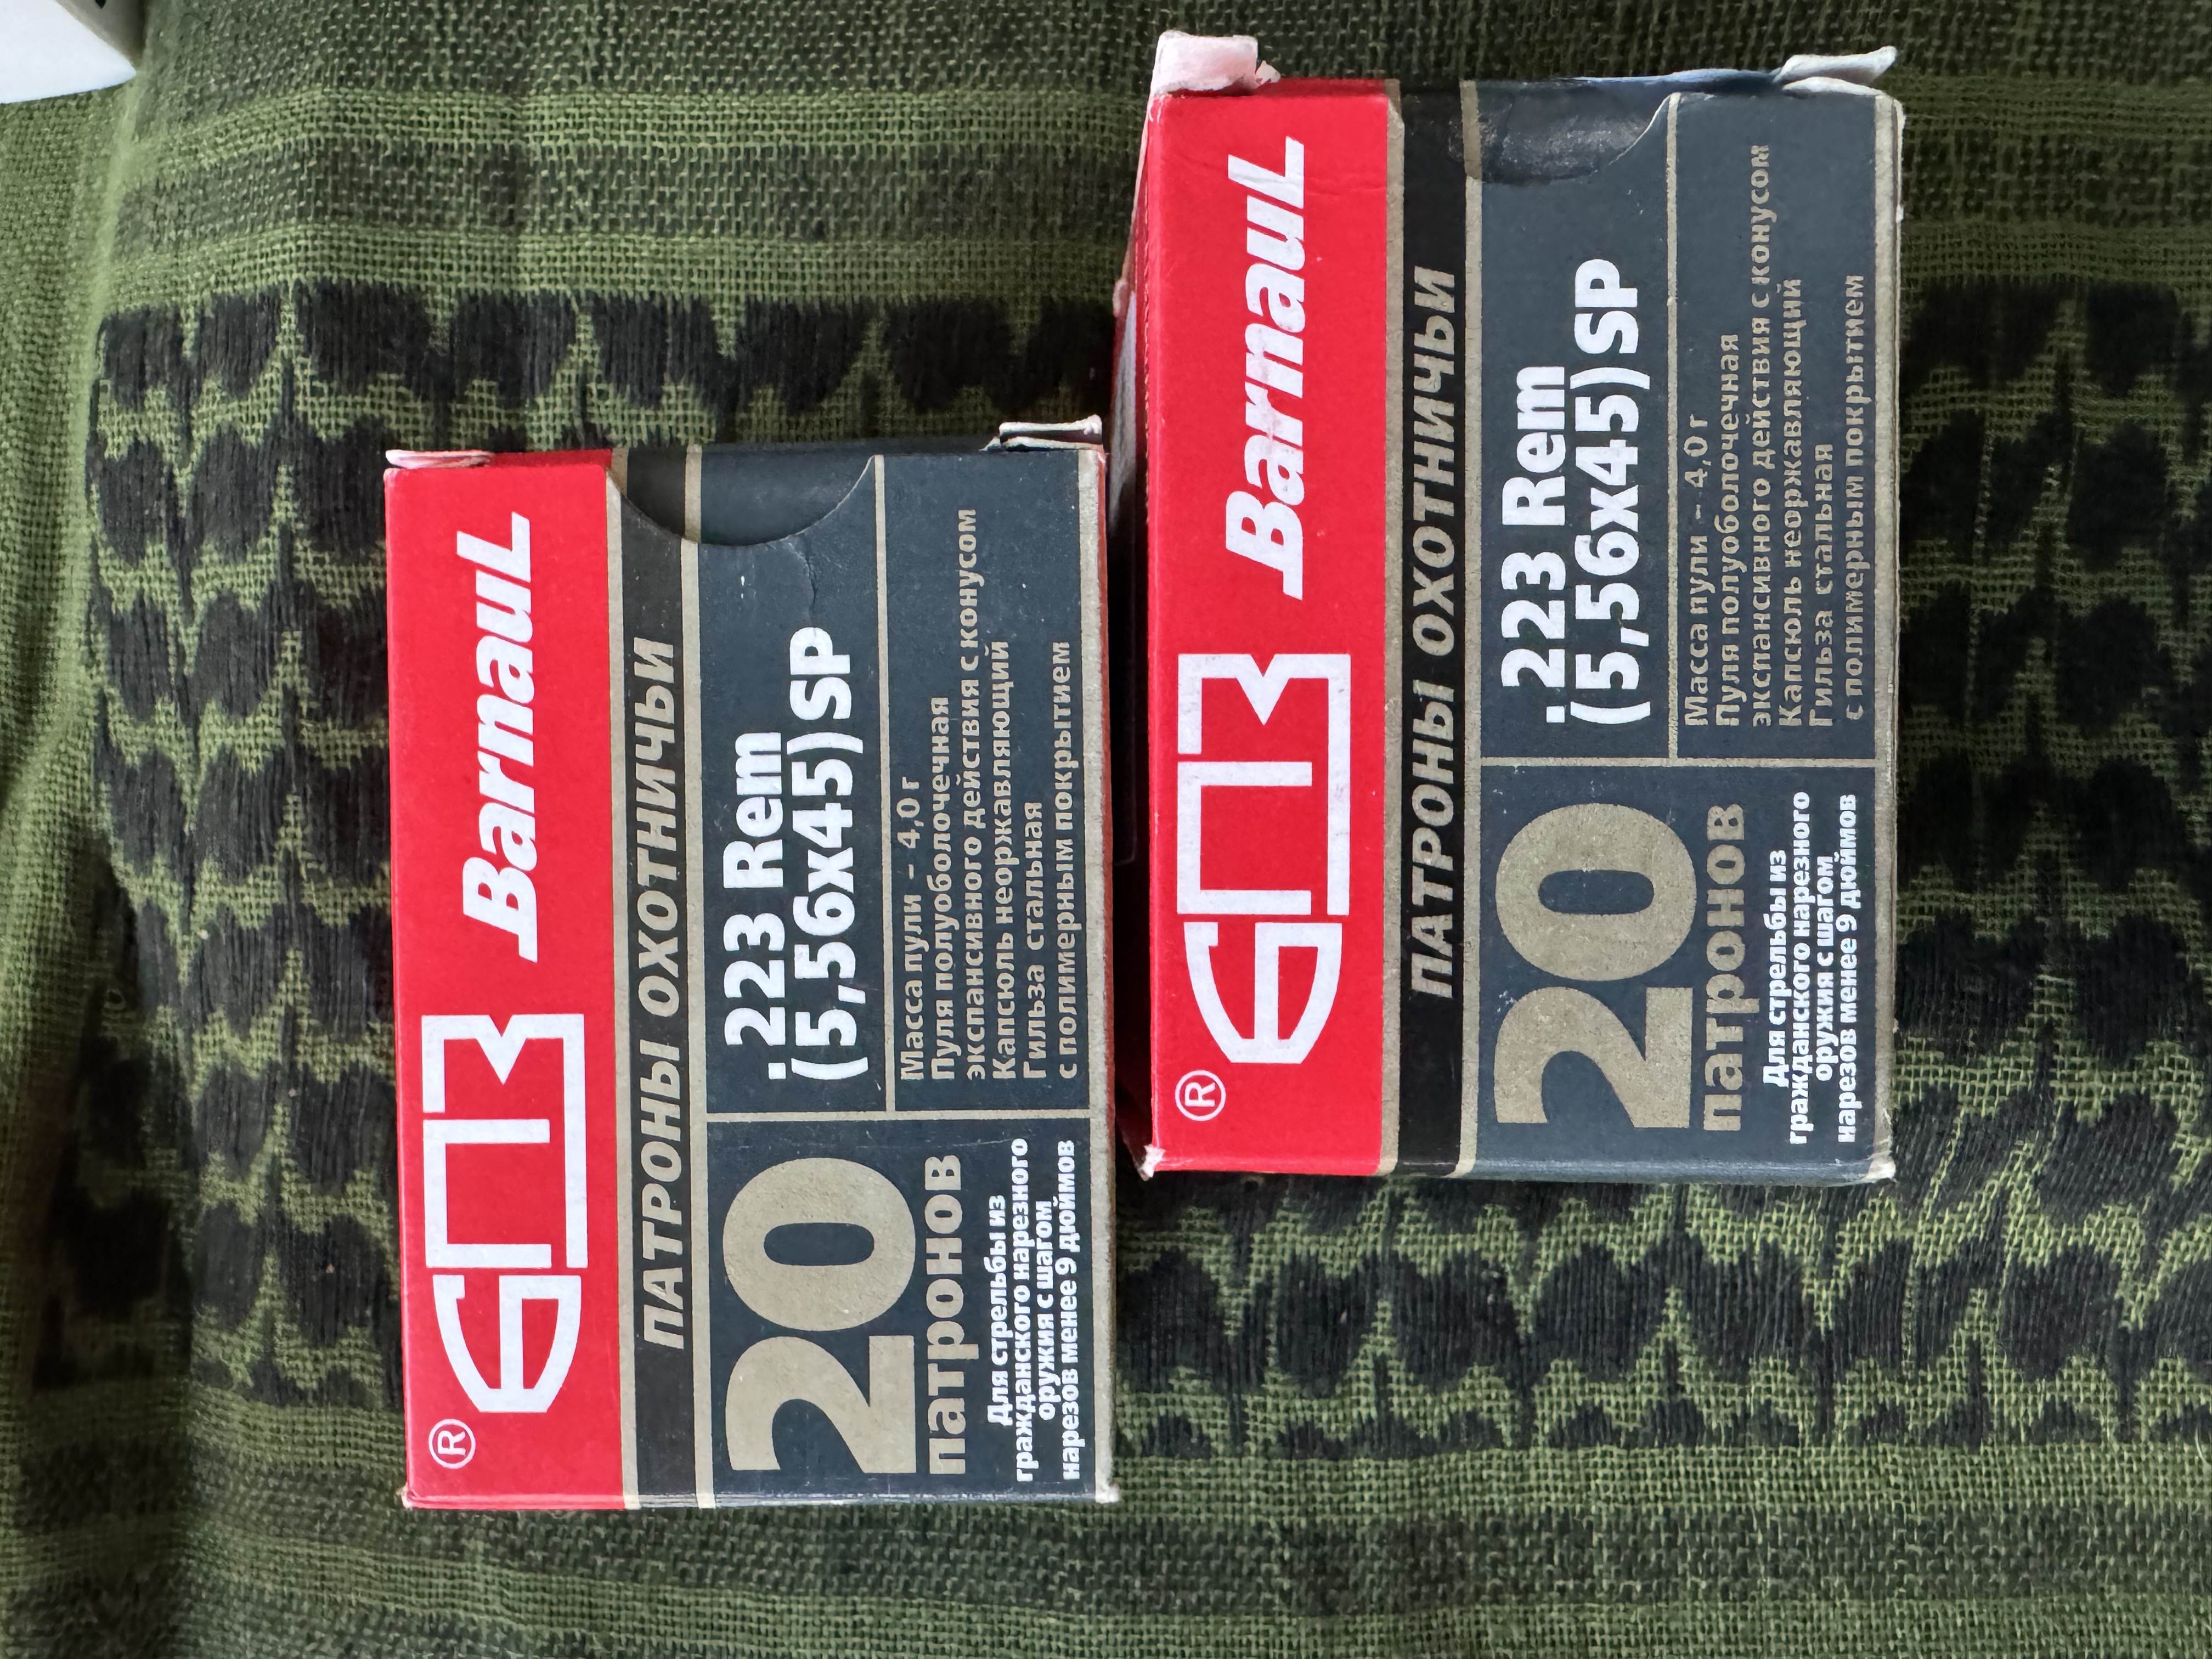 ® БПЗ Barnaul
ПАТРОНЫ ОХОТНИЧЬИ
20
патронов
Для стрельбы из
гражданского нарезного
оружия с шагом
нарезов менее 9 дюймов
.223 Rem
(5,56x45)SP
Масса пули – 4,0 г
Пуля полуоболочечная
экспансивного действия с конусом
Капсюль неоржавляющий
Гильза стальная
с полимерным покрытием
® БПЗ Barnaul
ПАТРОНЫ ОХОТНИЧЬИ
20
патронов
Для стрельбы из
гражданского нарезного
оружия с шагом
нарезов менее 9 дюймов
.223 Rem
(5,56x45)SP
Масса пули – 4,0 г
Пуля полуоболочечная
экспансивного действия с конусом
Капсюль неоржавляющий
Гильза стальная
с полимерным покрытием